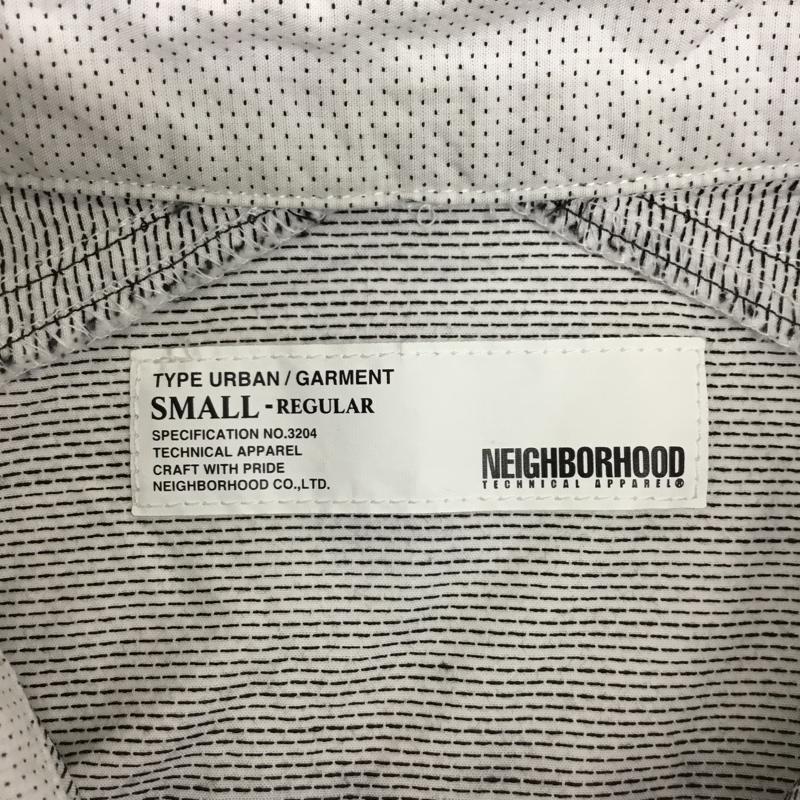 TYPE URBAN / GARMENT
SMALL - REGULAR
SPECIFICATION NO.3204
TECHNICAL APPAREL
CRAFT WITH PRIDE
NEIGHBORHOOD CO.,LTD.
NEIGHBORHOOD
TECHNICAL APPAREL®